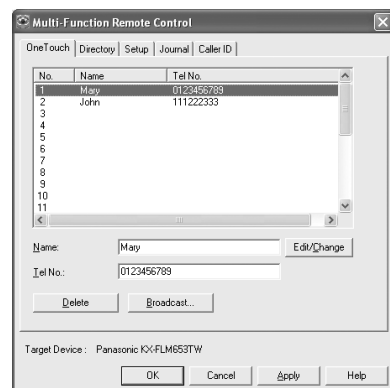 Multi-Function Remote Control
OneTouch Directory Setup Journal Caller ID
No. Name Tel No.
1 Mary 0123456789
2 John 111222333
3
4
5
6
7
8
9
10
11
Name: Mary Edit/Change
Tel No.: 0123456789
Delete Broadcast...
Target Device : Panasonic KX-FLM653TW
OK Cancel Apply Help